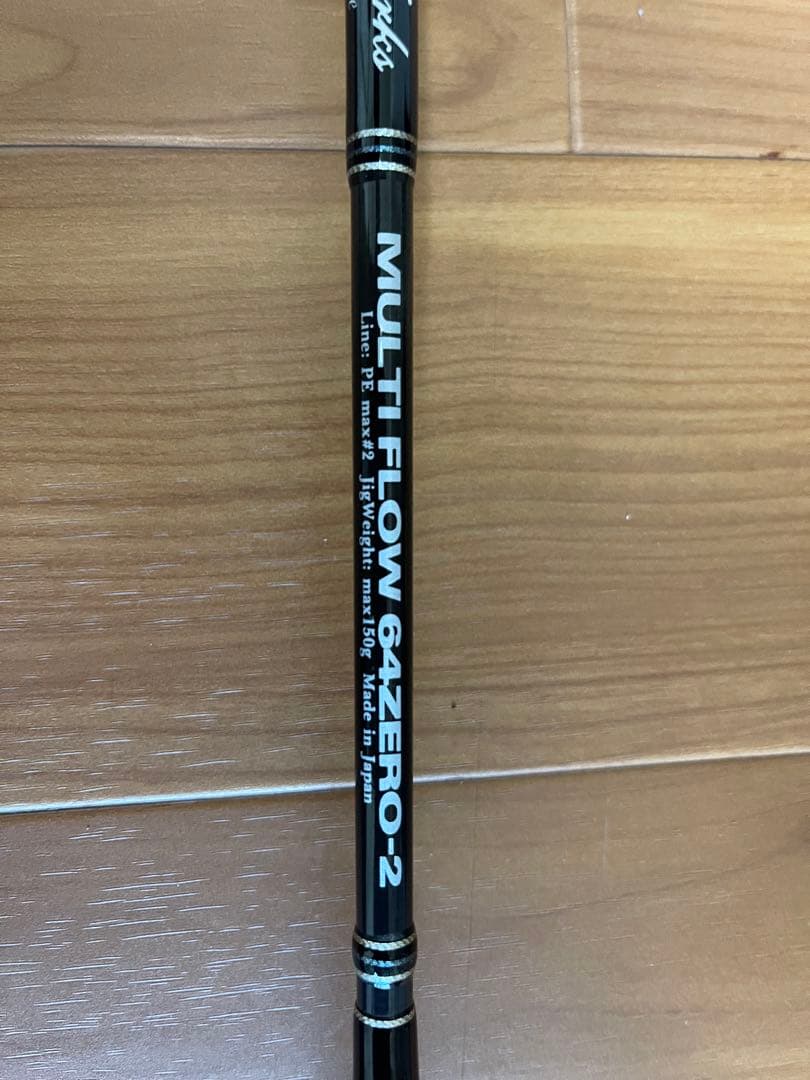 MULTI FLOW 64ZERO-2
Line: PE max#2 JigWeight: max150g Made in Japan